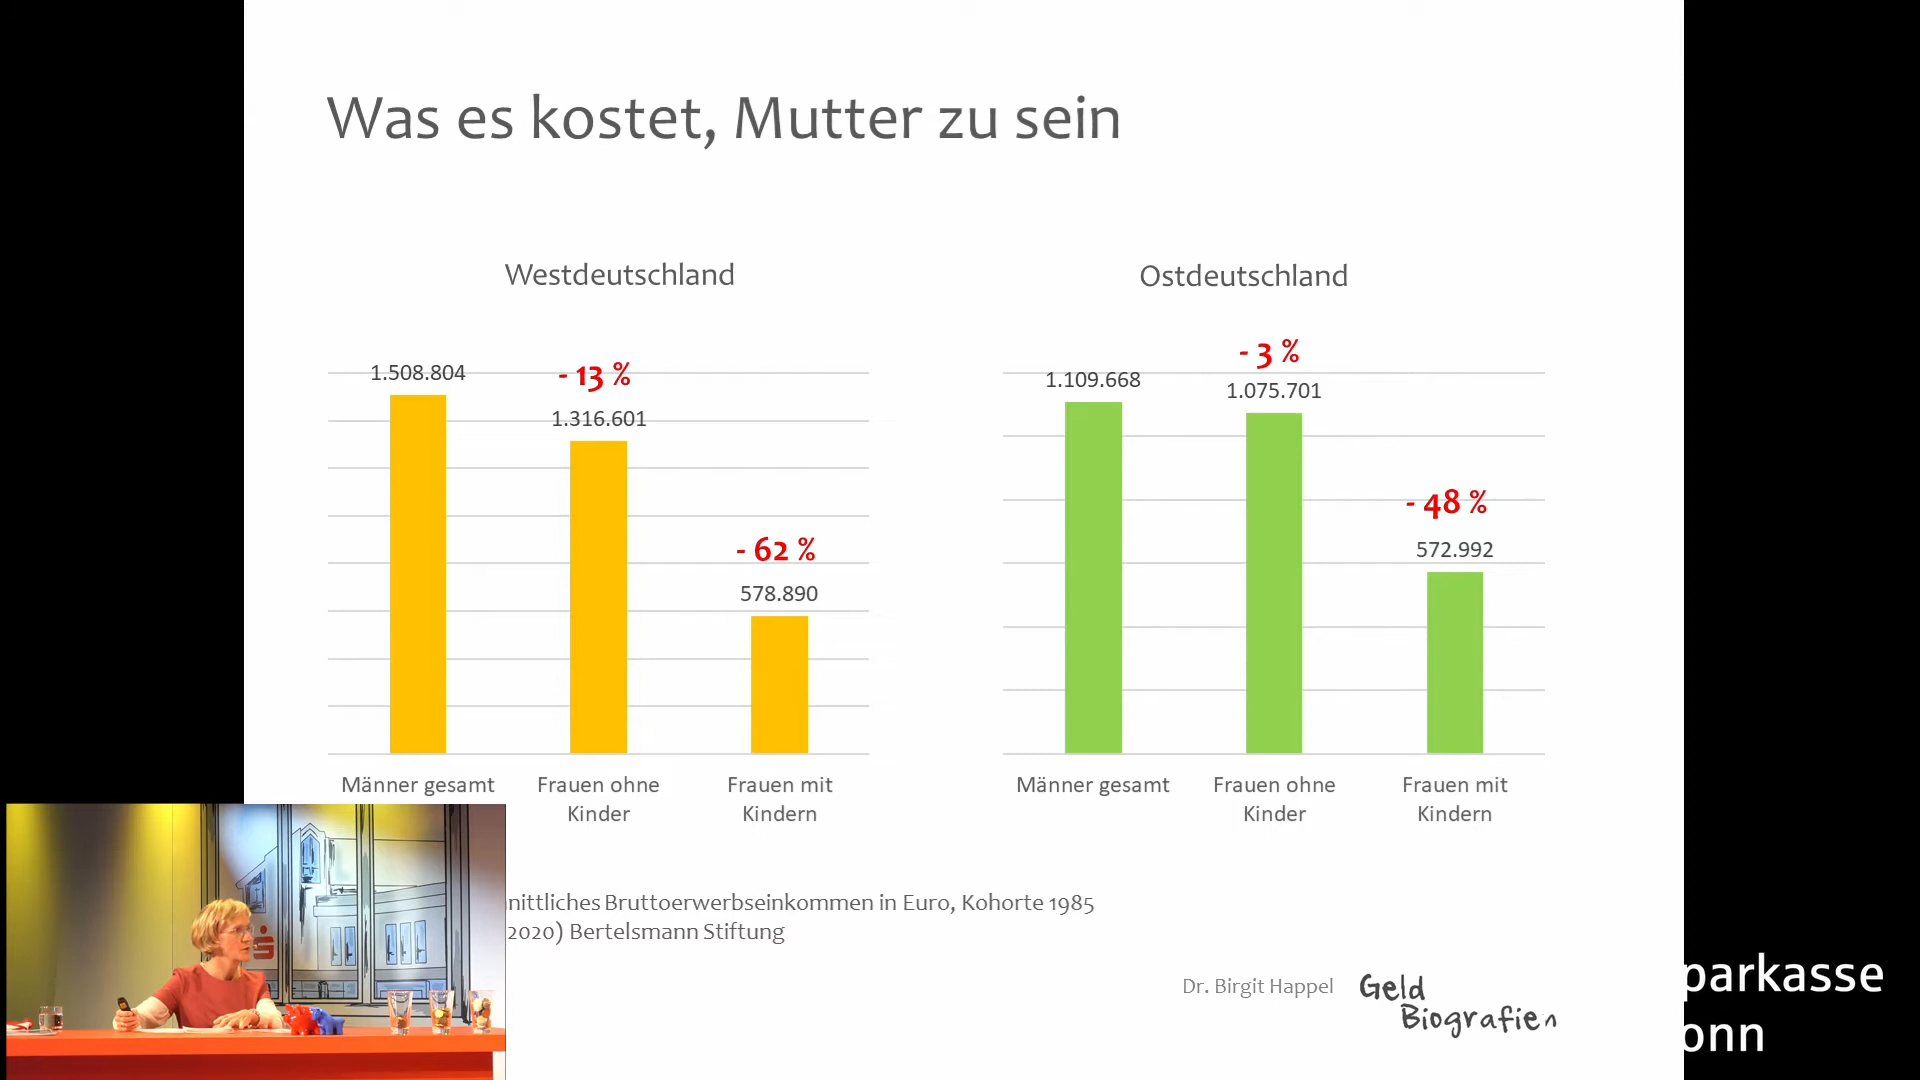 Was es kostet, Mutter zu sein
Westdeutschland
1.508.804
- 13 %
1.316.601
- 62 %
578.890
Männer gesamt
Frauen ohne
Kinder
Frauen mit
Kindern
Ostdeutschland
1.109.668
- 3 %
1.075.701
- 48 %
572.992
Männer gesamt
Frauen ohne
Kinder
Frauen mit
Kindern
nittliches Bruttoerwerbseinkommen in Euro, Kohorte 1985
2020) Bertelsmann Stiftung
Dr. Birgit Happel
Geld
Biografien
parkasse
onn